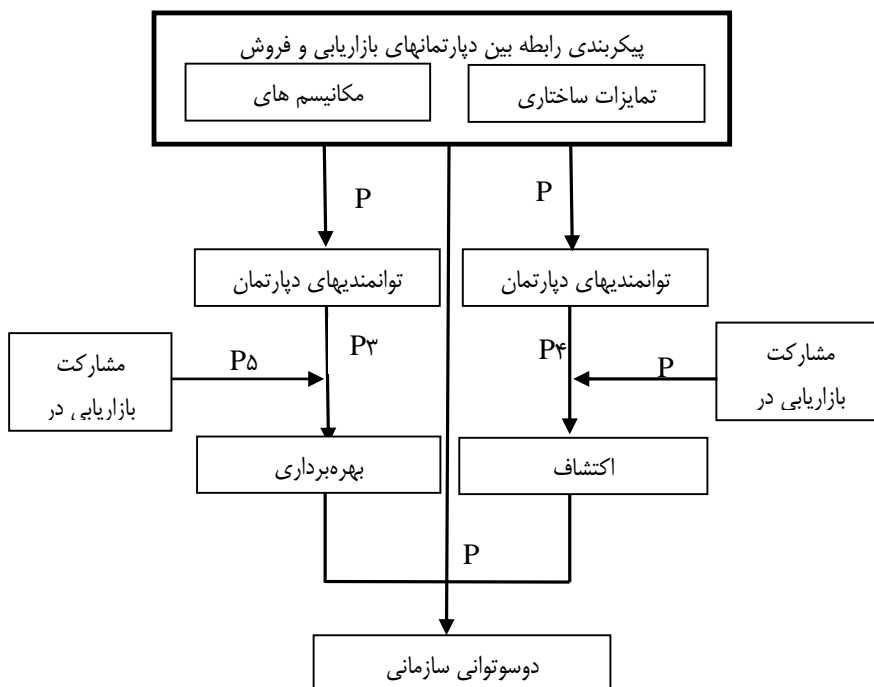 پیکربندی رابطه بین دپارتمانهای بازاریابی و فروش
تمایزات ساختاری
مکانیسم های
P
P
توانمندیهای دپارتمان
توانمندیهای دپارتمان
P۴
P۳
مشارکت
بازاریابی در
P
P۵
مشارکت
بازاریابی در
اکتشاف
بهره‌برداری
P
دوسوتوانی سازمانی